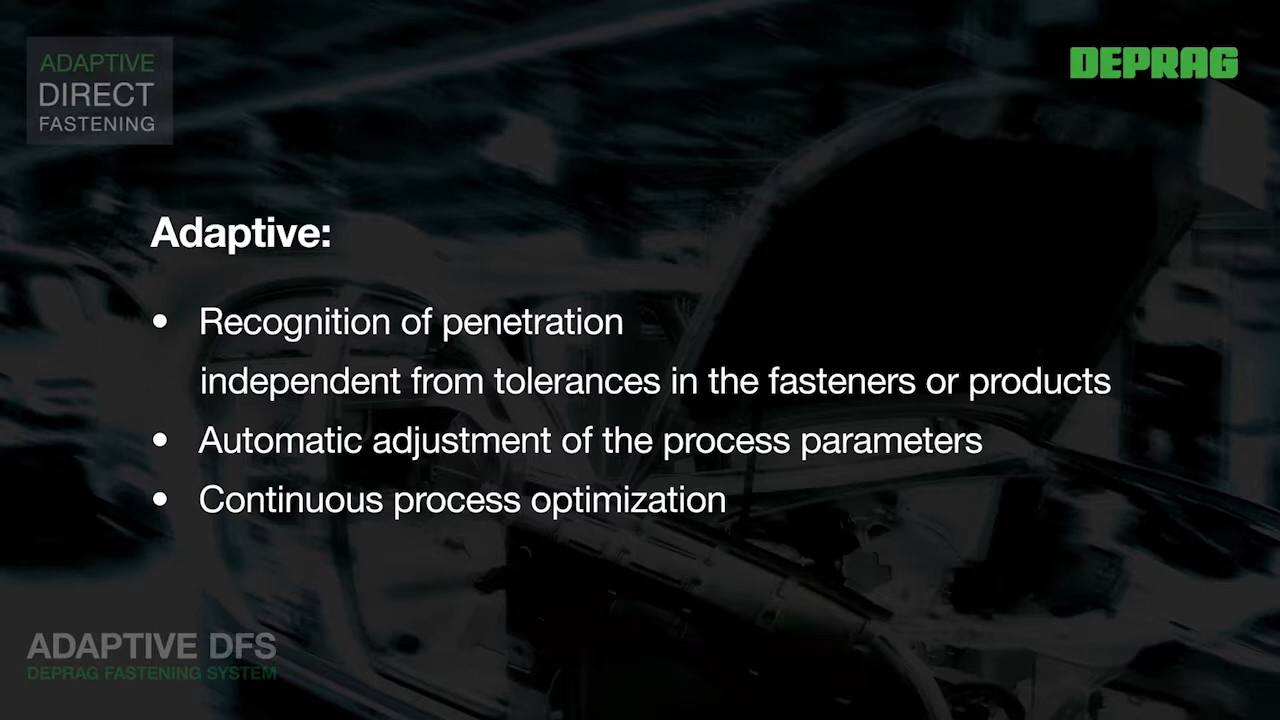 ADAPTIVE
DIRECT
FASTENING
DEPRAG
Adaptive:
• Recognition of penetration
independent from tolerances in the fasteners or products
• Automatic adjustment of the process parameters
• Continuous process optimization
ADAPTIVE DFS
DEPRAG FASTENING SYSTEM